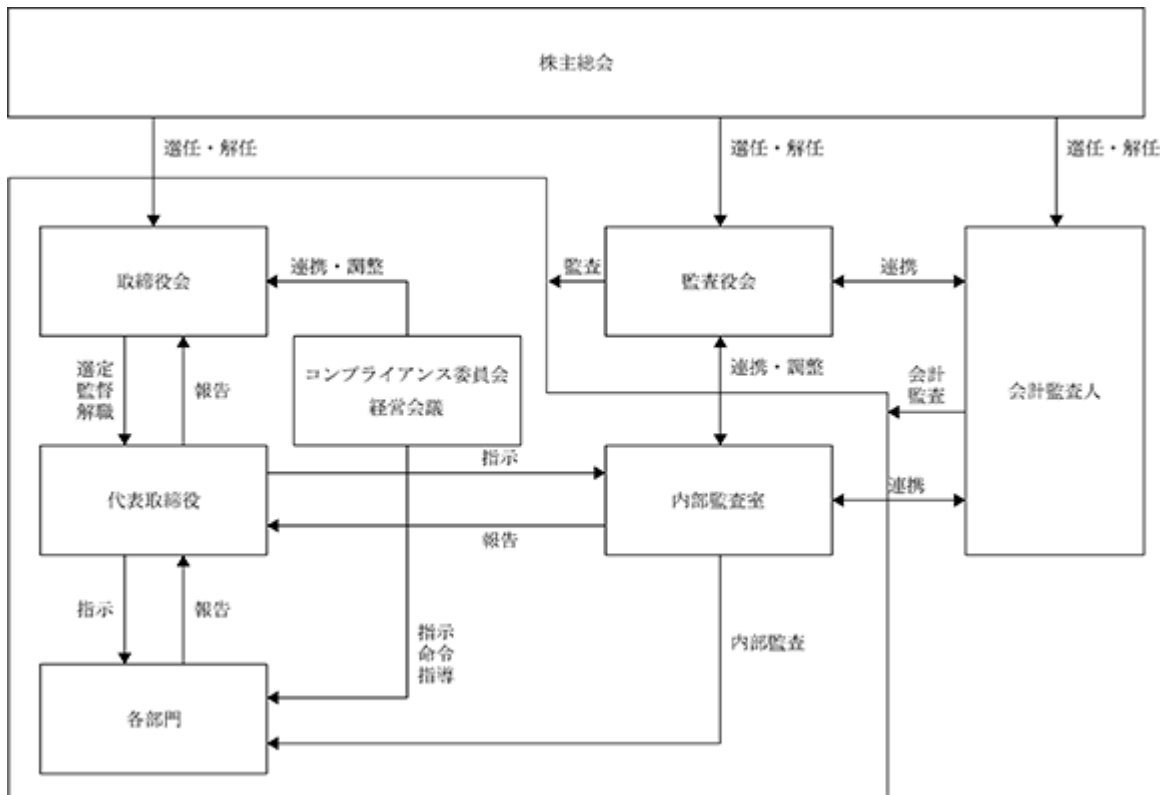 株主総会
選任・解任
選任・解任
選任・解任
取締役会
連携・調整
監査
監査役会
連携
選定
監督
解職
報告
コンプライアンス委員会
経営会議
連携・調整
会計
監査
会計監査人
代表取締役
指示
報告
内部監査室
連携
指示
報告
指示
命令
指導
内部監査
各部門